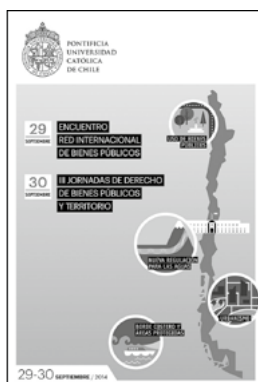 PONTIFICIA
UNIVERSIDAD
CATÓLICA
DE CHILE
29
SEPTIEMBRE
ENCUENTRO
RED INTERNACIONAL
DE BIENES PÚBLICOS
30
SEPTIEMBRE
III JORNADAS DE DERECHO
DE BIENES PÚBLICOS
Y TERRITORIO
USO DE BIENES
PÚBLICOS
NUEVA REGULACIÓN
PARA LAS AGUAS
URBANISMO
BORDE COSTERO Y
ÁREAS PROTEGIDAS
29-30 SEPTIEMBRE / 2014